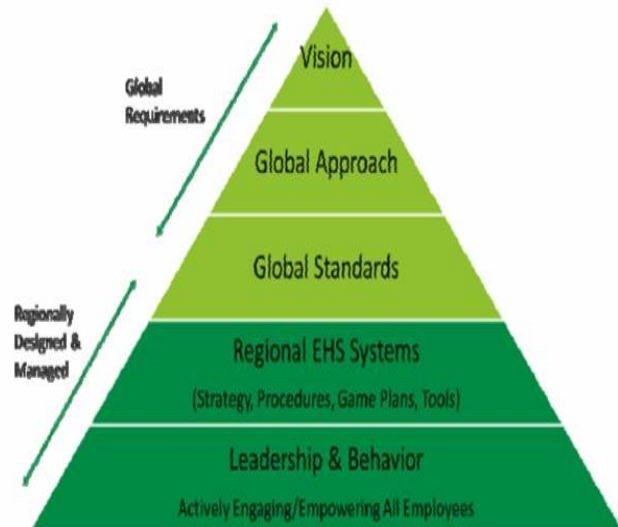 Vision
Global
Requirements
Global Approach
Global Standards
Regionally
Designed &
Managed
Regional EHS Systems
(Strategy, Procedures, Game Plans, Tools)
Leadership & Behavior
Actively Engaging/Empowering All Employees